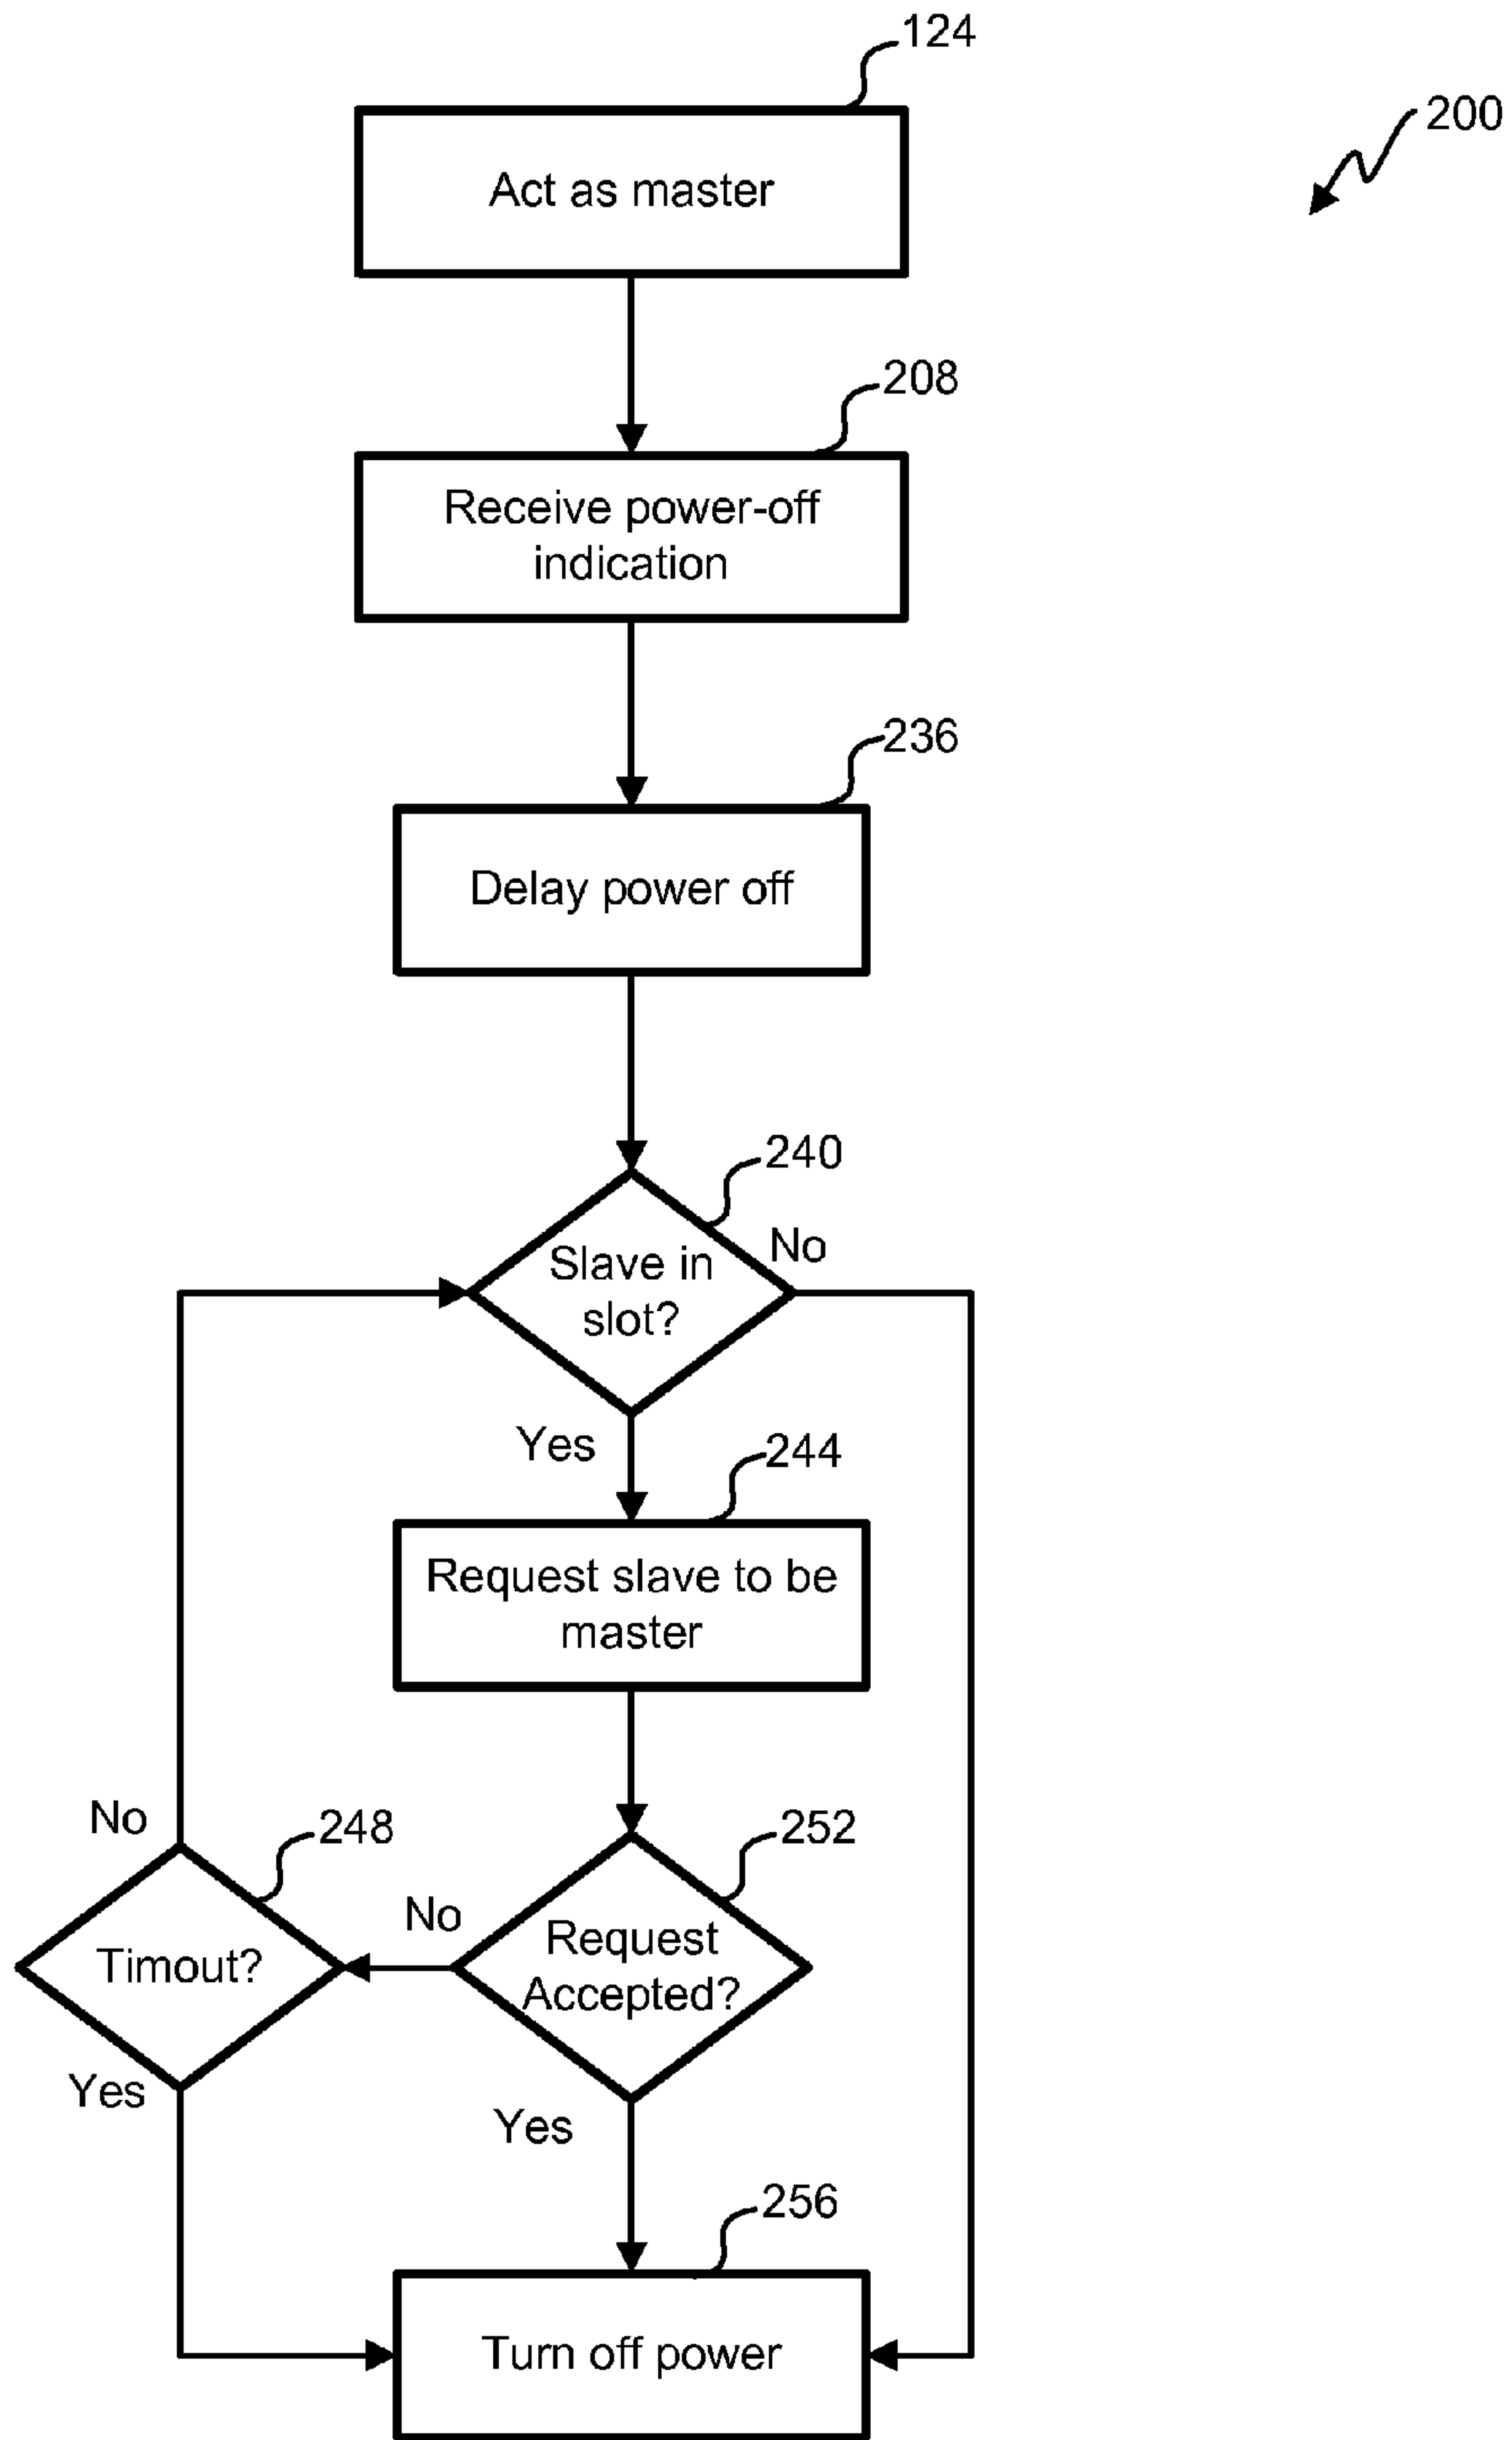 124
200
Act as master
208
Receive power-off
indication
236
Delay power off
240
No
Slave in
slot?
Yes
244
Request slave to be
master
No
248
252
No
Request
Accepted?
Timout?
Yes
Yes
256
Turn off power